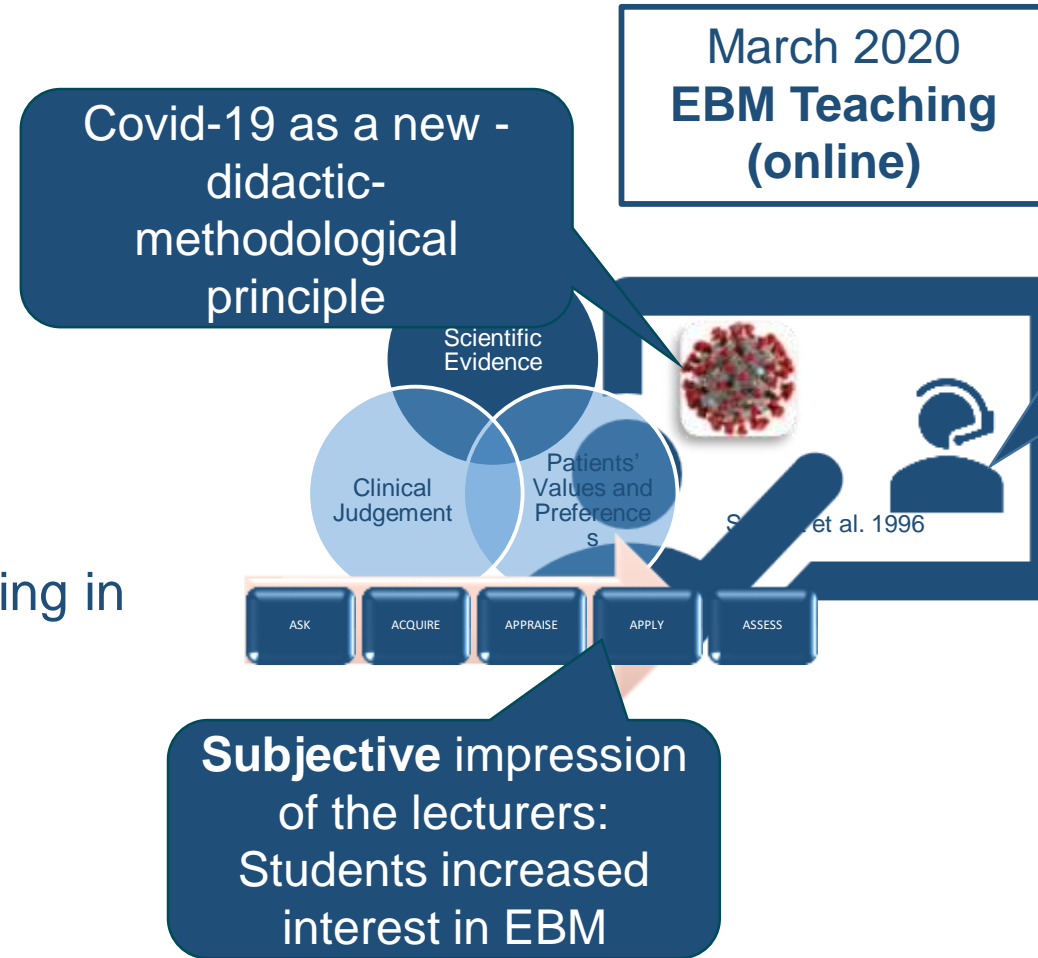 March 2020
EBM Teaching
(online)
Covid-19 as a new -
didactic-
methodological
principle
Scientific
Evidence
Clinical
Judgement
Patients’
Values and
Preference
s
et al. 1996
ing in
ASK
ACQUIRE
APPRAISE
APPLY
ASSESS
Subjective impression
of the lecturers:
Students increased
interest in EBM